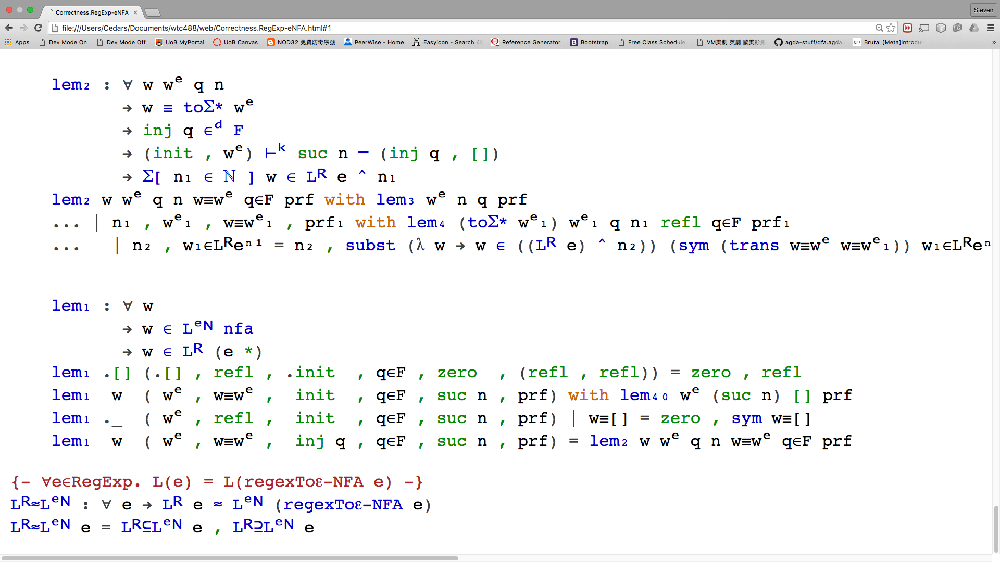 Correctness.RegExp-eNFA
Steven
file:///Users/Cedars/Documents/wtc488/web/Correctness.RegExp-eNFA.html#1
Apps Dev Mode On Dev Mode Off UoB MyPortal UoB Canvas NOD32 免費防毒序號 PeerWise - Home Easyicon - Search 49 Reference Generator Bootstrap Free Class Schedule VM美劇 英劇 歐美影集 agda-stuff/dfa.agda Brutal [Meta]Introduc »
lem₂ : ∀ w wᵉ q n
→ w ≡ toΣ* wᵉ
→ inj q ∈ᵈ F
→ (init , wᵉ) ⊢ᵏ suc n ─ (inj q , [])
→ Σ[ n₁ ∈ ℕ ] w ∈ Lᴿ e ^ n₁
lem₂ w wᵉ q n w≡wᵉ q∈F prf with lem₃ wᵉ n q prf
... | n₁ , wᵉ₁ , w≡wᵉ₁ , prf₁ with lem₄ (toΣ* wᵉ₁) wᵉ₁ q n₁ refl q∈F prf₁
... | n₂ , w₁∈Lᴿeⁿ¹ = n₂ , subst (λ w → w ∈ ((Lᴿ e) ^ n₂)) (sym (trans w≡wᵉ w≡wᵉ₁)) w₁∈Lᴿeⁿ
lem₁ : ∀ w
→ w ∈ Lᵉᴺ nfa
→ w ∈ Lᴿ (e *)
lem₁ .[] (.[] , refl , .init , q∈F , zero , (refl , refl)) = zero , refl
lem₁ w ( wᵉ , w≡wᵉ , init , q∈F , suc n , prf) with lem₄₀ wᵉ (suc n) [] prf
lem₁ ._ ( wᵉ , refl , init , q∈F , suc n , prf) | w≡[] = zero , sym w≡[]
lem₁ w ( wᵉ , w≡wᵉ , inj q , q∈F , suc n , prf) = lem₂ w wᵉ q n w≡wᵉ q∈F prf
{- ∀e∈RegExp. L(e) = L(regexToε-NFA e) -}
Lᴿ≈Lᵉᴺ : ∀ e → Lᴿ e ≈ Lᵉᴺ (regexToε-NFA e)
Lᴿ≈Lᵉᴺ e = Lᴿ⊆Lᵉᴺ e , Lᴿ⊇Lᵉᴺ e